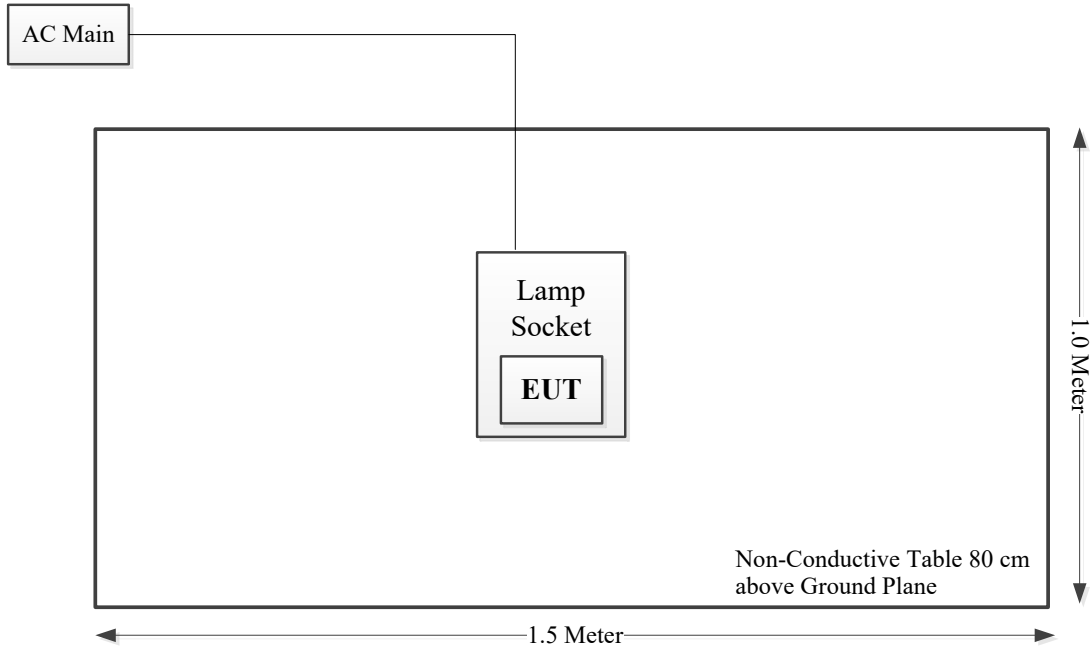 AC Main
Lamp
Socket
EUT
1.0 Meter
Non-Conductive Table 80 cm
above Ground Plane
1.5 Meter